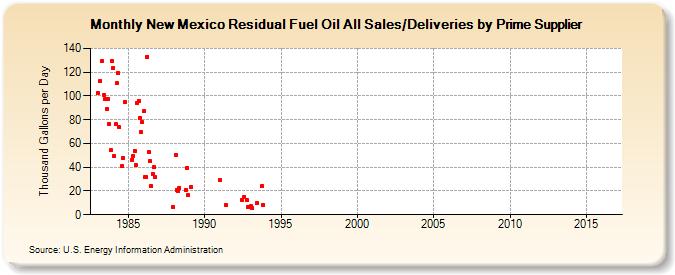 Monthly New Mexico Residual Fuel Oil All Sales/Deliveries by Prime Supplier
Thousand Gallons per Day
140
120
100
80
60
40
20
0
1985 1990 1995 2000 2005 2010 2015
Source: U.S. Energy Information Administration